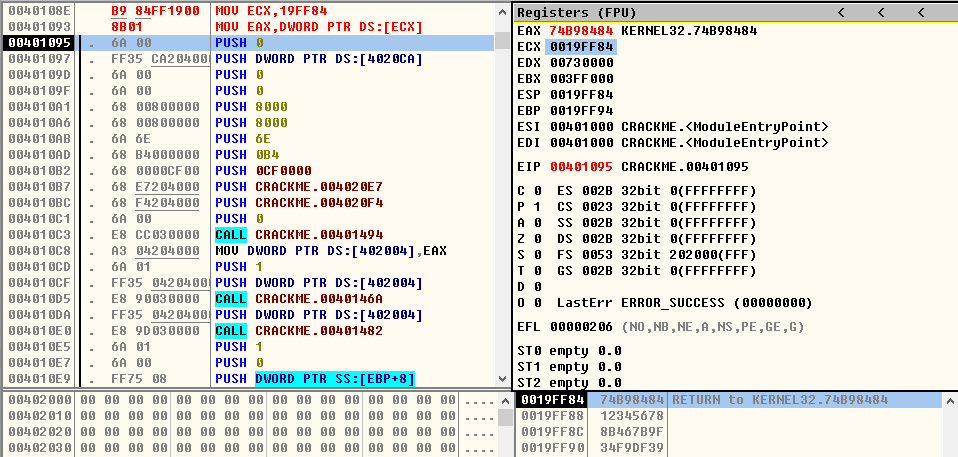 0040108E B9 84FF1900 MOV ECX,19FF84
00401093 8B01 MOV EAX,DWORD PTR DS:[ECX]
00401095 . 6A 00 PUSH 0
00401097 . FF35 CA204000 PUSH DWORD PTR DS:[4020CA]
0040109D . 6A 00 PUSH 0
0040109F . 6A 00 PUSH 0
004010A1 . 68 00800000 PUSH 8000
004010A6 . 68 00800000 PUSH 8000
004010AB . 6A 6E PUSH 6E
004010AD . 68 B4000000 PUSH 0B4
004010B2 . 68 0000CF00 PUSH 0CF0000
004010B7 . 68 E7204000 PUSH CRACKME.004020E7
004010BC . 68 F4204000 PUSH CRACKME.004020F4
004010C1 . 6A 00 PUSH 0
004010C3 . E8 CC030000 CALL CRACKME.00401494
004010C8 . A3 04204000 MOV DWORD PTR DS:[402004],EAX
004010CD . 6A 01 PUSH 1
004010CF . FF35 04204000 PUSH DWORD PTR DS:[402004]
004010D5 . E8 90030000 CALL CRACKME.0040146A
004010DA . FF35 04204000 PUSH DWORD PTR DS:[402004]
004010E0 . E8 9D030000 CALL CRACKME.00401482
004010E5 . 6A 01 PUSH 1
004010E7 . 6A 00 PUSH 0
004010E9 . FF75 08 PUSH DWORD PTR SS:[EBP+8]
Registers (FPU) < < <
EAX 74B98484 KERNEL32.74B98484
ECX 0019FF84
EDX 00730000
EBX 003FF000
ESP 0019FF84
EBP 0019FF94
ESI 00401000 CRACKME.<ModuleEntryPoint>
EDI 00401000 CRACKME.<ModuleEntryPoint>
EIP 00401095 CRACKME.00401095
C 0 ES 002B 32bit 0(FFFFFFFF)
P 1 CS 0023 32bit 0(FFFFFFFF)
A 0 SS 002B 32bit 0(FFFFFFFF)
Z 0 DS 002B 32bit 0(FFFFFFFF)
S 0 FS 0053 32bit 202000(FFF)
T 0 GS 002B 32bit 0(FFFFFFFF)
D 0
O 0 LastErr ERROR_SUCCESS (00000000)
EFL 00000206 (NO,NB,NE,A,NS,PE,GE,G)
ST0 empty 0.0
ST1 empty 0.0
ST2 empty 0.0
00402000 00 00 00 00 00 00 00 00 00 00 00 00 00 00 00 00 ....
00402010 00 00 00 00 00 00 00 00 00 00 00 00 00 00 00 00 ....
00402020 00 00 00 00 00 00 00 00 00 00 00 00 00 00 00 00 ....
00402030 00 00 00 00 00 00 00 00 00 00 00 00 00 00 00 00 ....
0019FF84 74B98484 RETURN to KERNEL32.74B98484
0019FF88 12345678
0019FF8C 8B467B9F
0019FF90 34F9DF39